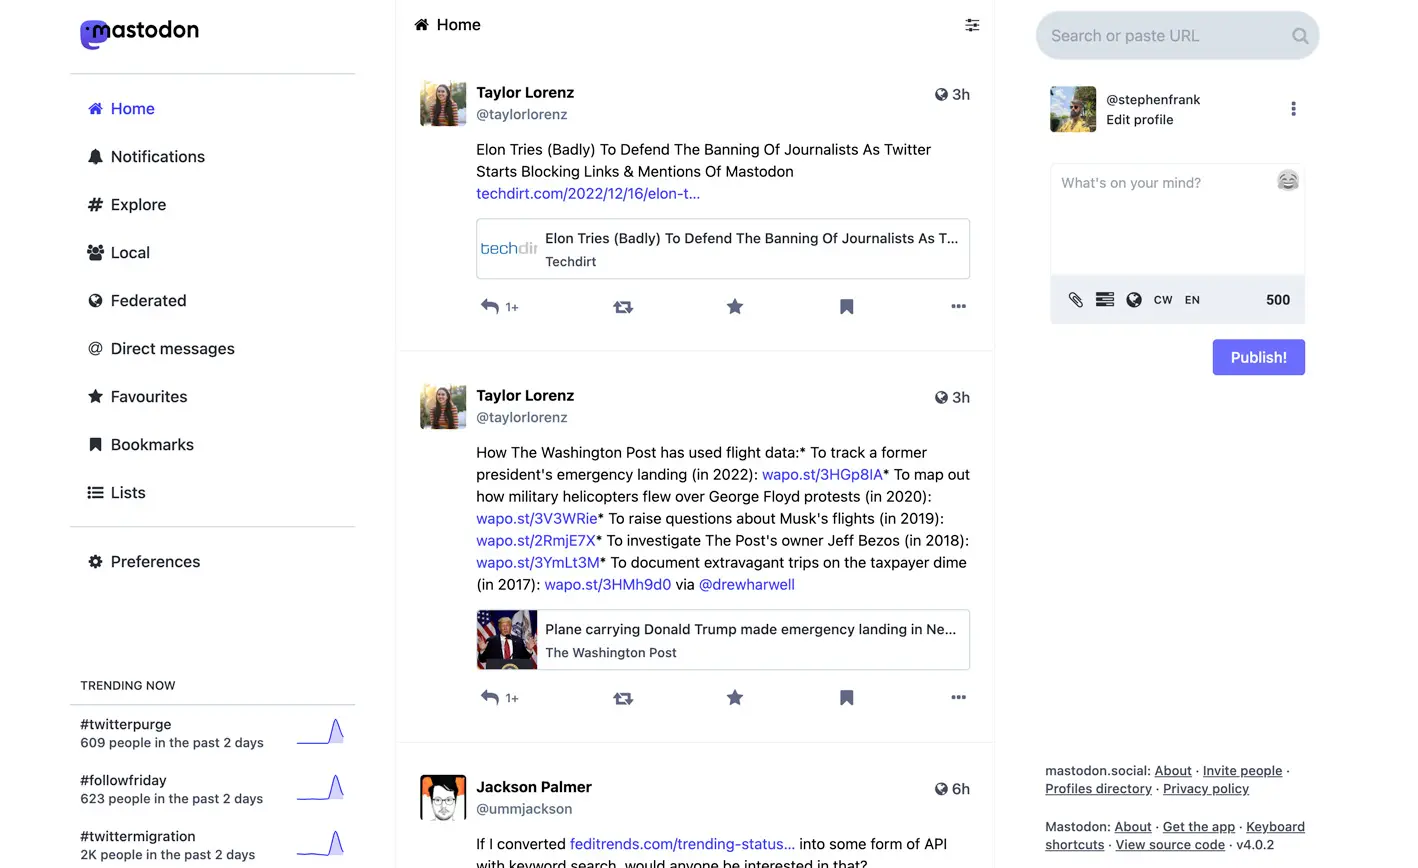 mastodon
Home
Notifications
Explore
Local
Federated
Direct messages
Favourites
Bookmarks
Lists
Preferences
TRENDING NOW
#twitterpurge
609 people in the past 2 days
#followfriday
623 people in the past 2 days
#twittermigration
2K people in the past 2 days
Home
Taylor Lorenz
3h
@taylorlorenz
Elon Tries (Badly) To Defend The Banning Of Journalists As Twitter
Starts Blocking Links & Mentions Of Mastodon
techdirt.com/2022/12/16/elon-t…
techdir
Elon Tries (Badly) To Defend The Banning Of Journalists As T...
Techdirt
1+
Taylor Lorenz
3h
@taylorlorenz
How The Washington Post has used flight data:* To track a former
president's emergency landing (in 2022): wapo.st/3HGp8IA* To map out
how military helicopters flew over George Floyd protests (in 2020):
wapo.st/3V3WRie* To raise questions about Musk's flights (in 2019):
wapo.st/2RmjE7X* To investigate The Post's owner Jeff Bezos (in 2018):
wapo.st/3YmLt3M* To document extravagant trips on the taxpayer dime
(in 2017): wapo.st/3HMh9d0 via @drewharwell
Plane carrying Donald Trump made emergency landing in Ne...
The Washington Post
1+
Jackson Palmer
6h
@ummjackson
If I converted feditrends.com/trending-status… into some form of API
with keyword search, would anyone be interested in that?
Search or paste URL
@stephenfrank
Edit profile
What's on your mind?
CW EN 500
Publish!
mastodon.social: About · Invite people ·
Profiles directory · Privacy policy
Mastodon: About · Get the app · Keyboard
shortcuts · View source code · v4.0.2